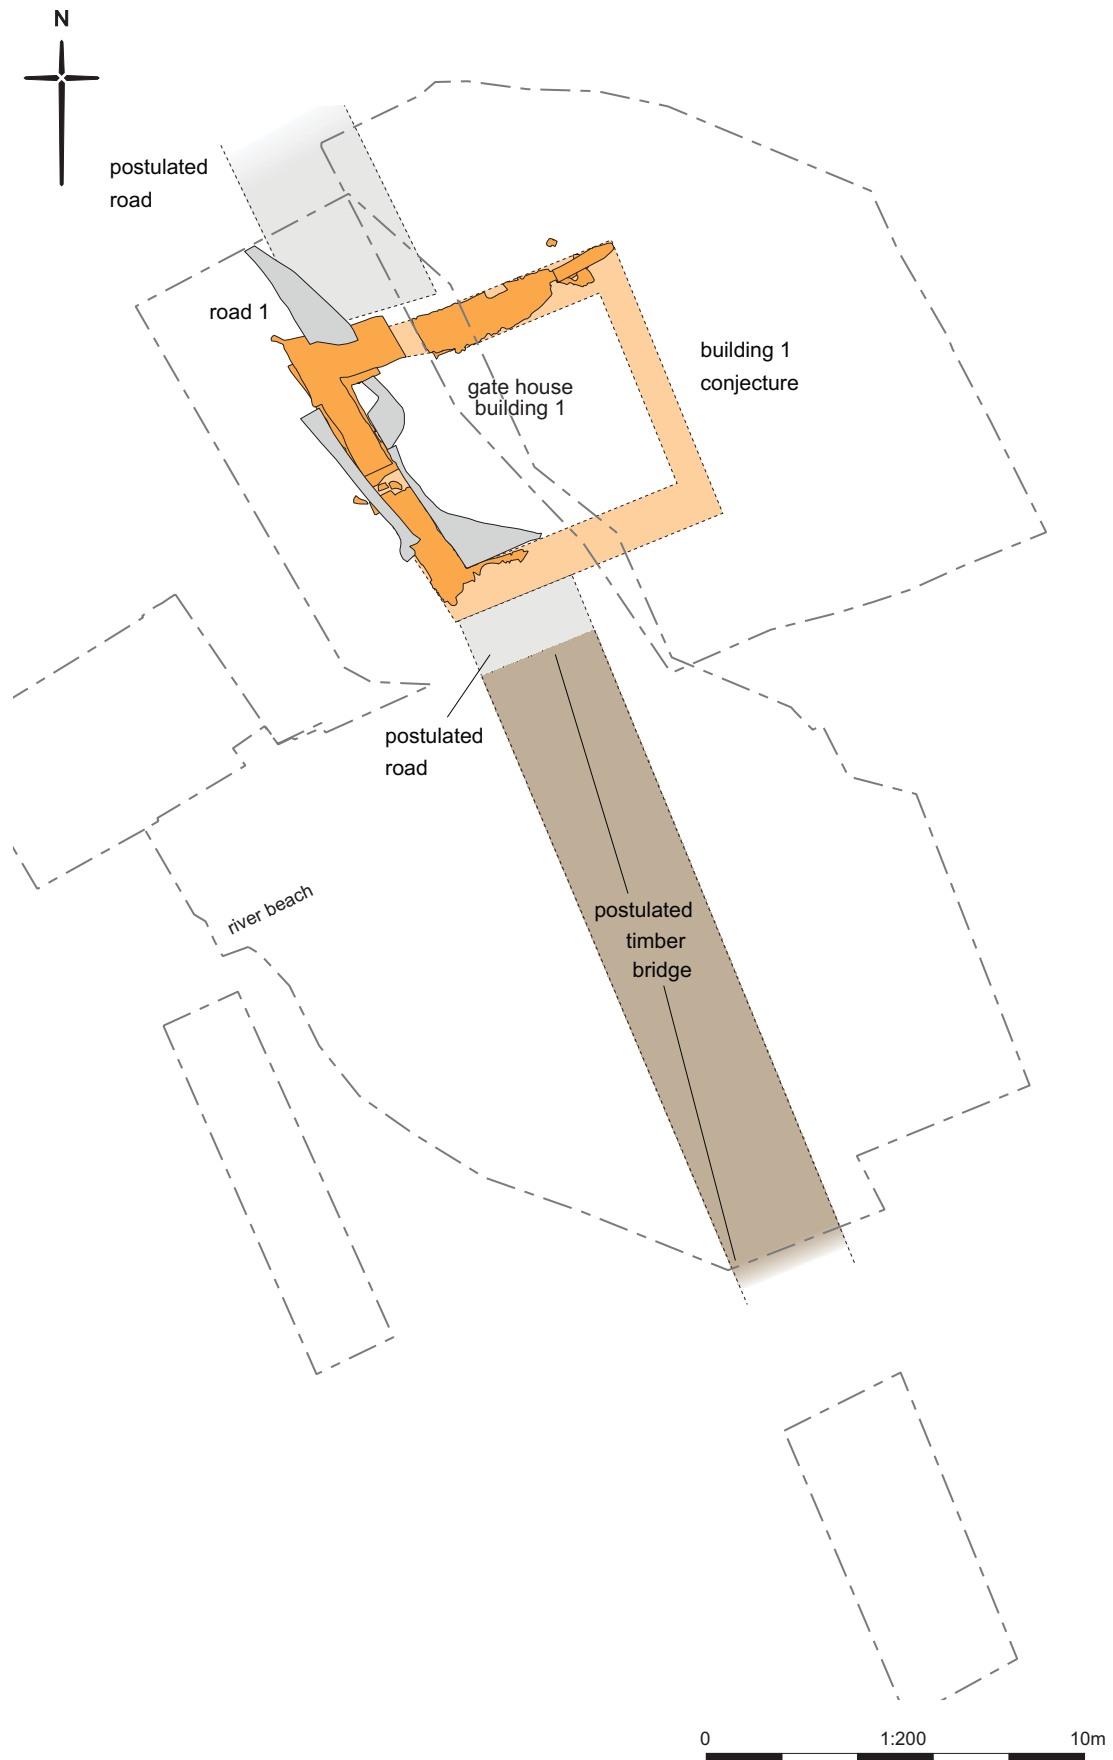 N
postulated
road
road 1
building 1
conjecture
gate house
building 1
postulated
road
river beach
postulated
timber
bridge
0 1:200 10m